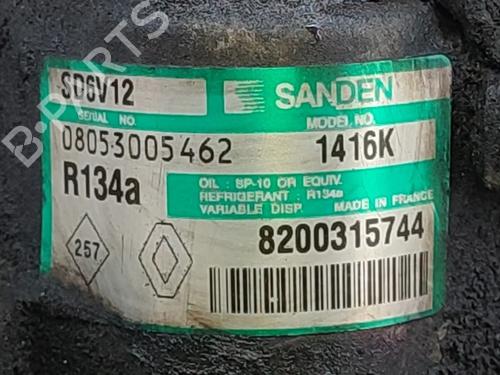 B-PARTS
SD6V12
SANDEN
SERIAL NO.
MODEL NO.
08053005462
1416K
R134a
OIL : SP-10 OR EQUIV.
REFRIGERANT : R134a
VARIABLE DISP. MADE IN FRANCE
257
8200315744